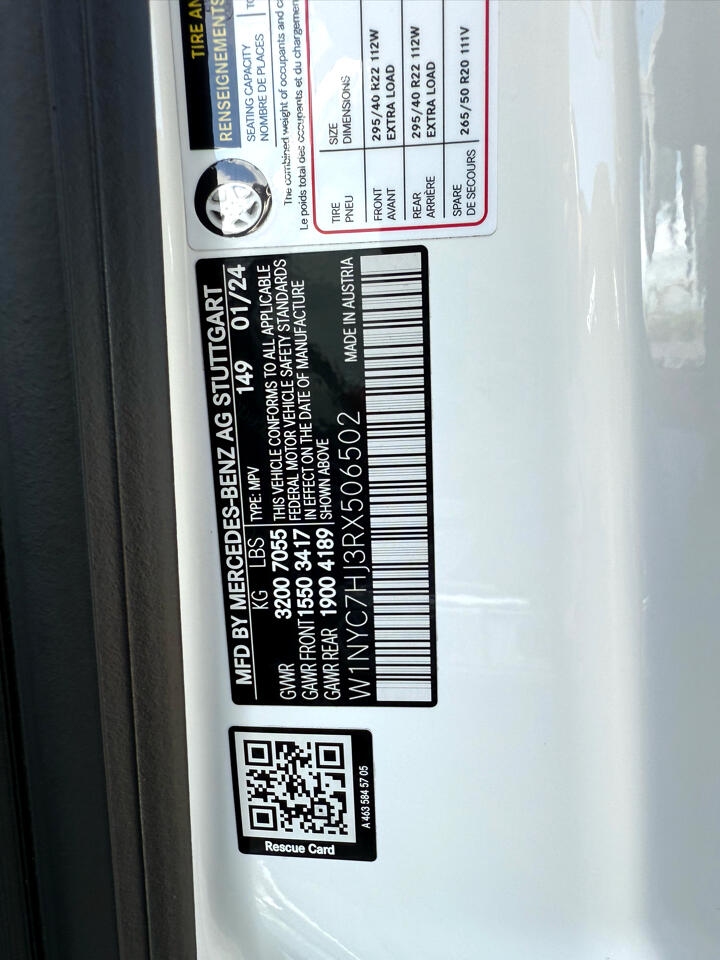 TIRE AN
RENSEIGNEMENTS
SEATING CAPACITY
NOMBRE DE PLACES
The combined weight of occupants and c
Le poids total des occupants et du chargemen
TIRE SIZE
PNEU DIMENSIONS
FRONT 295/40 R22 112W
AVANT EXTRA LOAD
REAR 295/40 R22 112W
ARRIÈRE EXTRA LOAD
SPARE 265/50 R20 111V
DE SECOURS
MFD BY MERCEDES-BENZ AG STUTTGART
KG LBS 149 01/24
TYPE: MPV
GVWR 3200 7055
GAWR FRONT 1550 3417
GAWR REAR 1900 4189
THIS VEHICLE CONFORMS TO ALL APPLICABLE
FEDERAL MOTOR VEHICLE SAFETY STANDARDS
IN EFFECT ON THE DATE OF MANUFACTURE
SHOWN ABOVE
W1NYC7HJ3RX506502 MADE IN AUSTRIA
Rescue Card
A 463 584 57 05